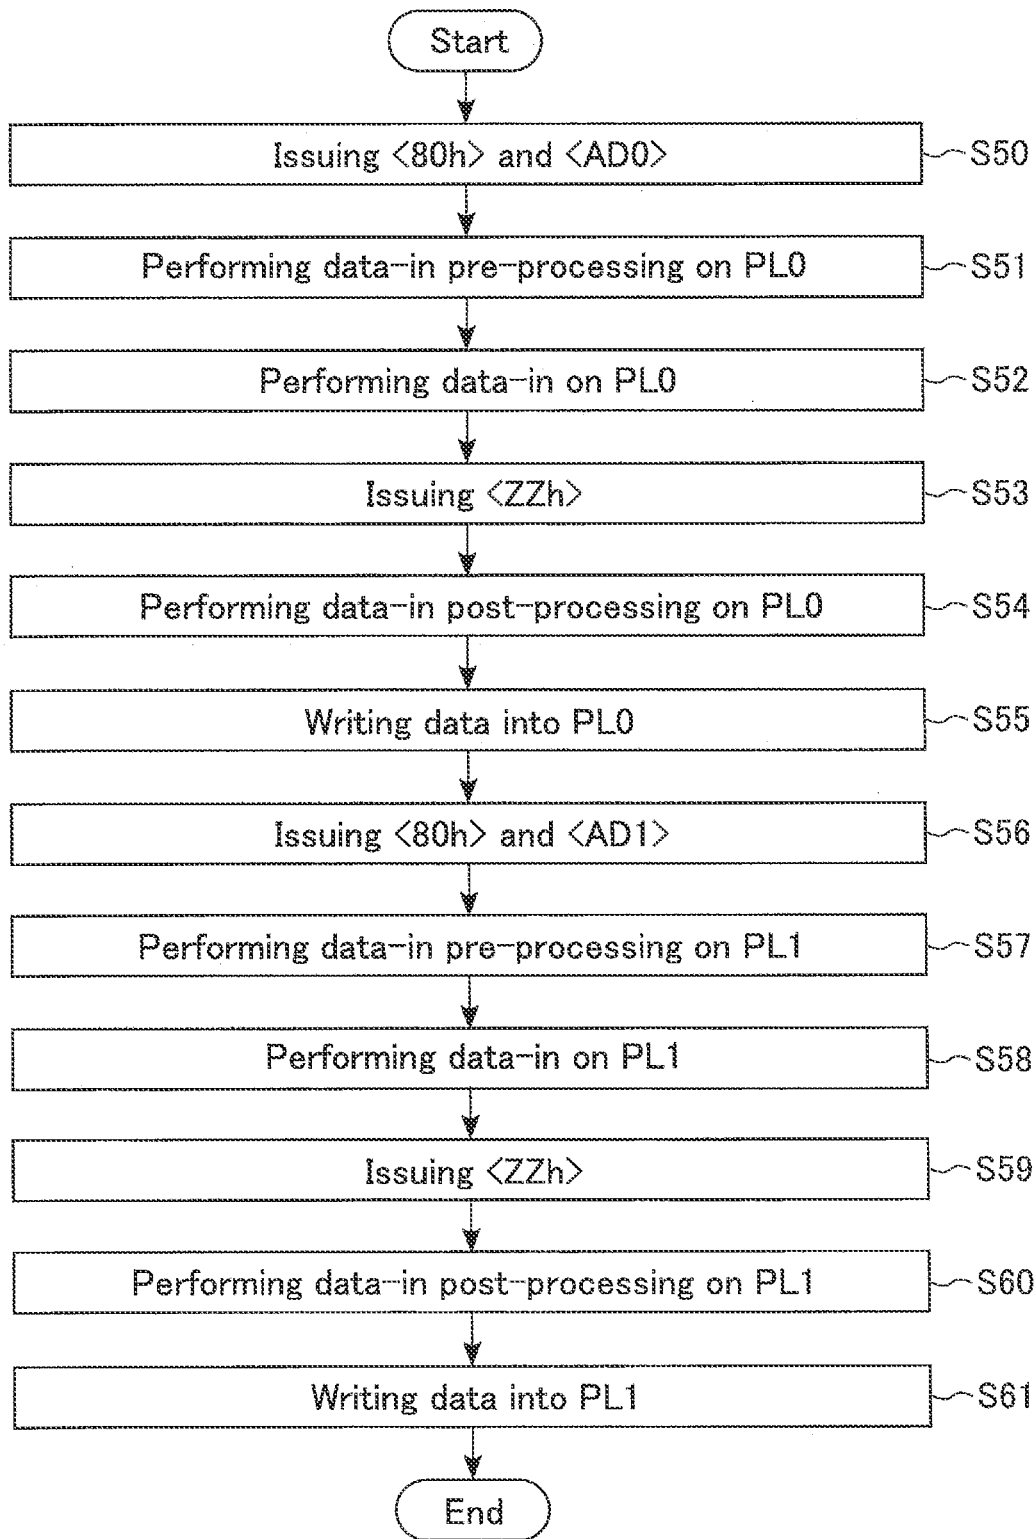 Start
Issuing <80h> and <AD0> S50
Performing data-in pre-processing on PL0 S51
Performing data-in on PL0 S52
Issuing <ZZh> S53
Performing data-in post-processing on PL0 S54
Writing data into PL0 S55
Issuing <80h> and <AD1> S56
Performing data-in pre-processing on PL1 S57
Performing data-in on PL1 S58
Issuing <ZZh> S59
Performing data-in post-processing on PL1 S60
Writing data into PL1 S61
End